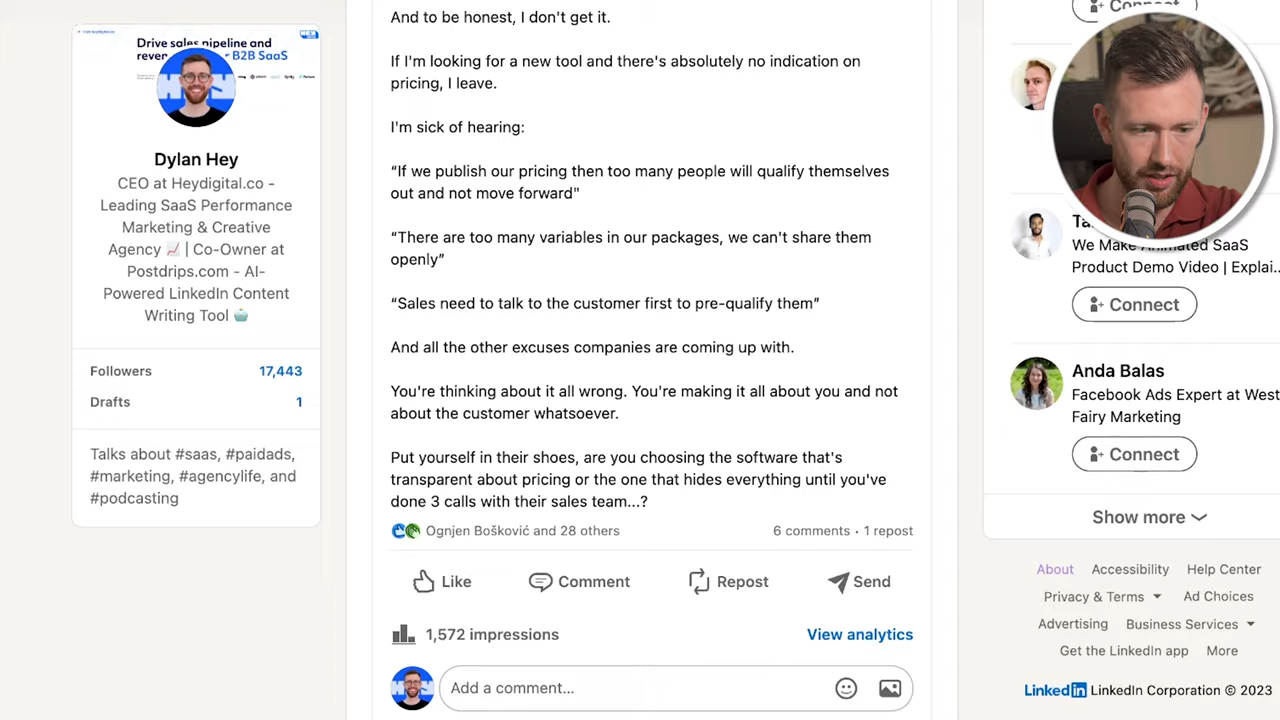 Drive sales pipeline and
B2B SaaS
Dylan Hey
CEO at Heydigital.co -
Leading SaaS Performance
Marketing & Creative
Agency 📈 | Co-Owner at
Postdrips.com - AI-
Powered LinkedIn Content
Writing Tool
Followers 17,443
Drafts 1
Talks about #saas, #paidads,
#marketing, #agencylife, and
#podcasting
And to be honest, I don't get it.
If I'm looking for a new tool and there's absolutely no indication on
pricing, I leave.
I'm sick of hearing:
“If we publish our pricing then too many people will qualify themselves
out and not move forward"
“There are too many variables in our packages, we can't share them
openly”
“Sales need to talk to the customer first to pre-qualify them”
And all the other excuses companies are coming up with.
You're thinking about it all wrong. You're making it all about you and not
about the customer whatsoever.
Put yourself in their shoes, are you choosing the software that's
transparent about pricing or the one that hides everything until you've
done 3 calls with their sales team...?
Ognjen Bošković and 28 others 6 comments · 1 repost
Like Comment Repost Send
1,572 impressions View analytics
Add a comment...
We Make Animated SaaS
Product Demo Video | Explai...
Connect
Anda Balas
Facebook Ads Expert at West
Fairy Marketing
Connect
Show more
About Accessibility Help Center
Privacy & Terms Ad Choices
Advertising Business Services
Get the LinkedIn app More
LinkedIn LinkedIn Corporation © 2023